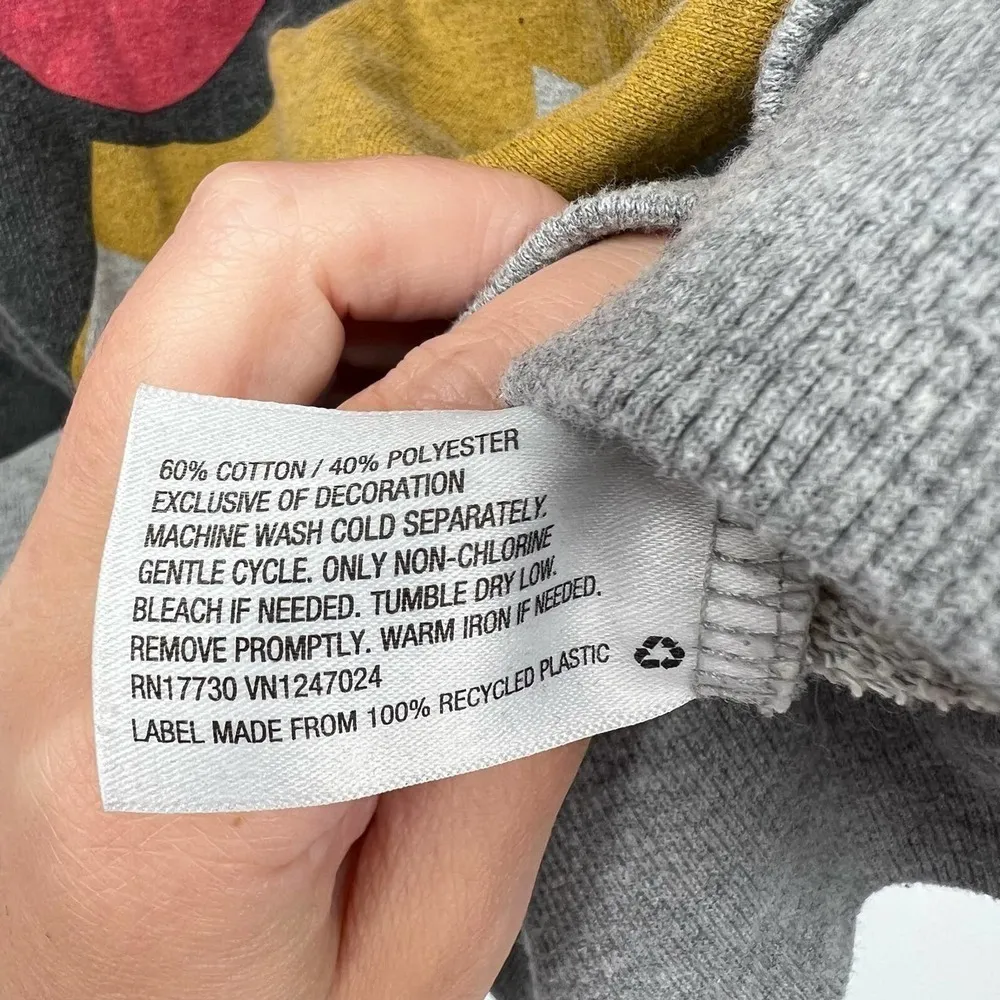 60% COTTON / 40% POLYESTER
EXCLUSIVE OF DECORATION
MACHINE WASH COLD SEPARATELY.
GENTLE CYCLE. ONLY NON-CHLORINE
BLEACH IF NEEDED. TUMBLE DRY LOW.
REMOVE PROMPTLY. WARM IRON IF NEEDED.
RN17730 VN1247024
LABEL MADE FROM 100% RECYCLED PLASTIC